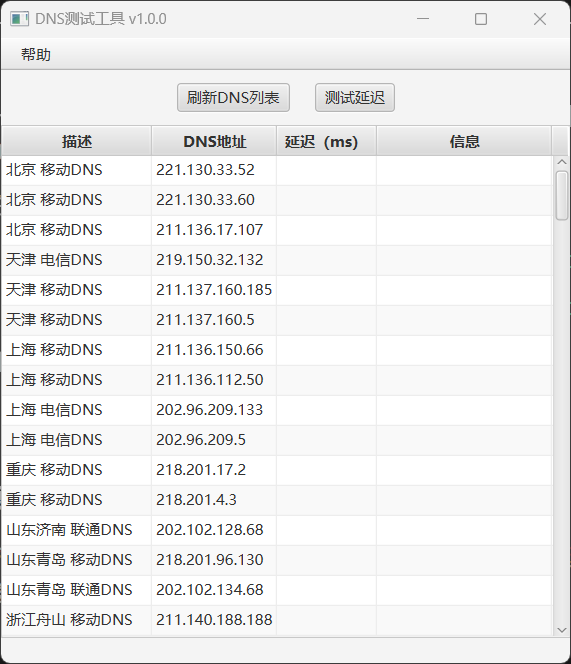 DNS测试工具 v1.0.0
帮助
刷新DNS列表 测试延迟
描述 DNS地址 延迟（ms） 信息
北京 移动DNS 221.130.33.52
北京 移动DNS 221.130.33.60
北京 移动DNS 211.136.17.107
天津 电信DNS 219.150.32.132
天津 移动DNS 211.137.160.185
天津 移动DNS 211.137.160.5
上海 移动DNS 211.136.150.66
上海 移动DNS 211.136.112.50
上海 电信DNS 202.96.209.133
上海 电信DNS 202.96.209.5
重庆 移动DNS 218.201.17.2
重庆 移动DNS 218.201.4.3
山东济南 联通DNS 202.102.128.68
山东青岛 移动DNS 218.201.96.130
山东青岛 联通DNS 202.102.134.68
浙江舟山 移动DNS 211.140.188.188